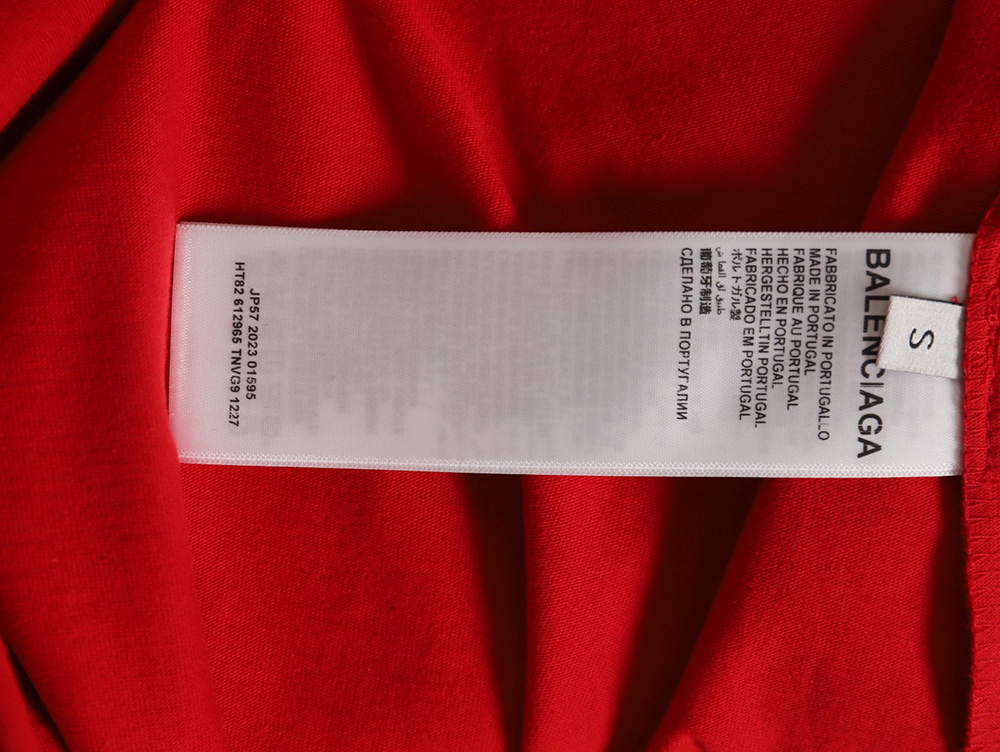 BALENCIAGA
S
FABBRICATO IN PORTUGALLO
MADE IN PORTUGAL
FABRIQUE AU PORTUGAL
HECHO EN PORTUGAL
HERGESTELLT IN PORTUGAL
FABRICADO EM PORTUGAL
ポルトガル製
葡萄牙制造
СДЕЛАНО В ПОРТУГАЛИИ
JP57 2023 01595
HT82 612965 TNVG9 1227